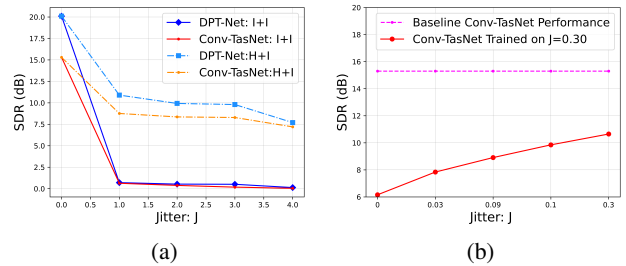 DPT-Net: I+I
Conv-TasNet: I+I
DPT-Net:H+I
Conv-TasNet:H+I
SDR (dB)
20.0
17.5
15.0
12.5
10.0
7.5
5.0
2.5
0.0
0.0 0.5 1.0 1.5 2.0 2.5 3.0 3.5 4.0
Jitter: J
(a)
Baseline Conv-TasNet Performance
Conv-TasNet Trained on J=0.30
SDR (dB)
20
18
16
14
12
10
8
6
0 0.03 0.09 0.1 0.3
Jitter: J
(b)